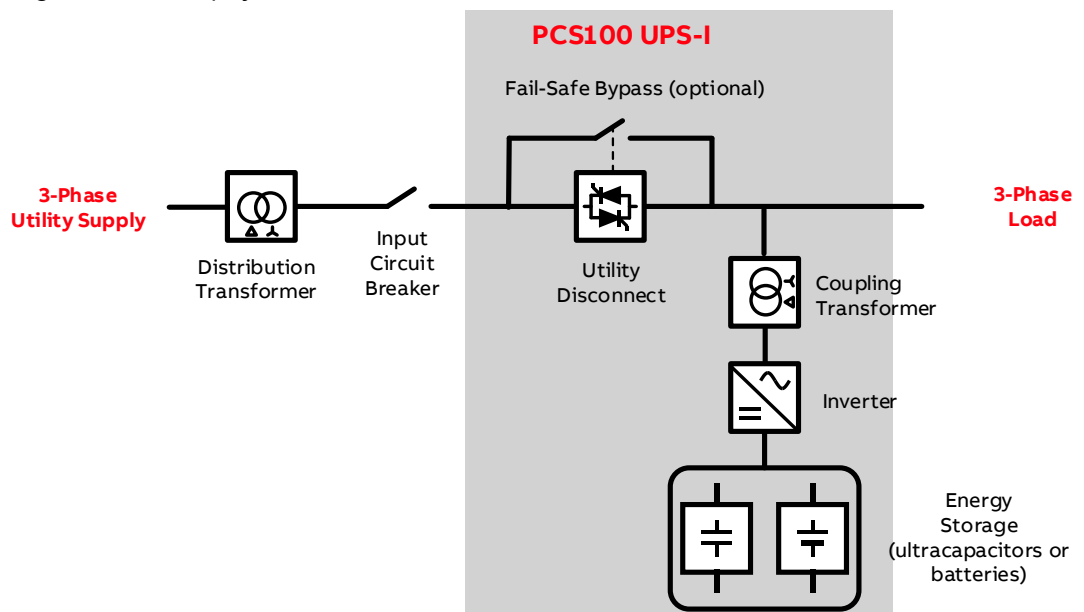 PCS100 UPS-I
Fail-Safe Bypass (optional)
3-Phase
Utility Supply
3-Phase
Load
Distribution
Transformer
Input
Circuit
Breaker
Utility
Disconnect
Coupling
Transformer
Inverter
Energy
Storage
(ultracapacitors or
batteries)